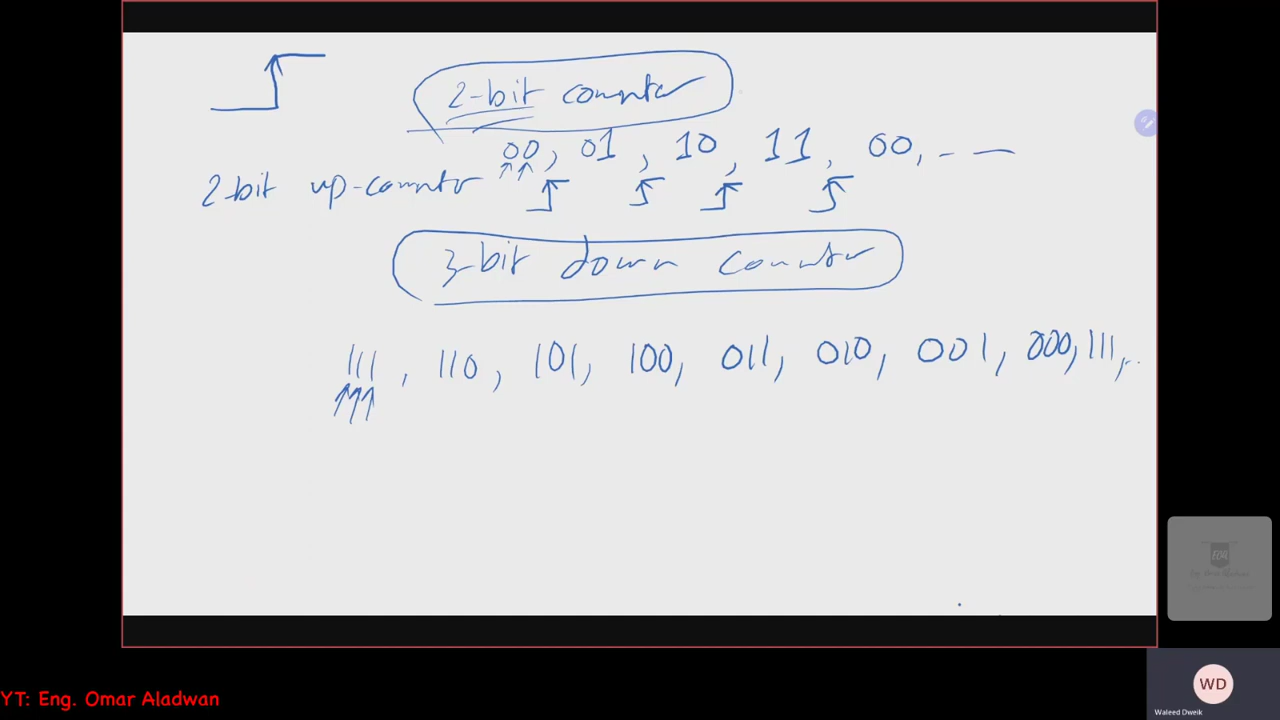 2-bit counter
00, 01, 10, 11, 00, - —
2-bit up-counter
3-bit down counter
111, 110, 101, 100, 011, 010, 001, 000, 111, ..
EOA
WD
Waleed Dweik
YT: Eng. Omar Aladwan